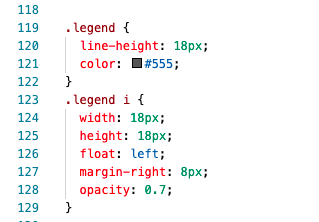 118
119 .legend {
120 line-height: 18px;
121 color: #555;
122 }
123 .legend i {
124 width: 18px;
125 height: 18px;
126 float: left;
127 margin-right: 8px;
128 opacity: 0.7;
129 }